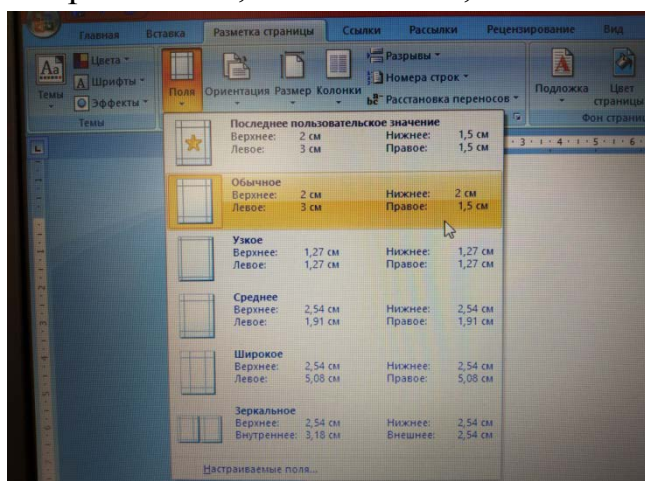 Главная Вставка Разметка страницы Ссылки Рассылки Рецензирование Вид
Темы
Цвета
Шрифты
Эффекты
Темы
Поля
Ориентация Размер Колонки
Разрывы
Номера строк
Расстановка переносов
Подложка
Цвет
страницы
Фон страни
Последнее пользовательское значение
Верхнее: 2 см Нижнее: 1,5 см
Левое: 3 см Правое: 1,5 см
Обычное
Верхнее: 2 см Нижнее: 2 см
Левое: 3 см Правое: 1,5 см
Узкое
Верхнее: 1,27 см Нижнее: 1,27 см
Левое: 1,27 см Правое: 1,27 см
Среднее
Верхнее: 2,54 см Нижнее: 2,54 см
Левое: 1,91 см Правое: 1,91 см
Широкое
Верхнее: 2,54 см Нижнее: 2,54 см
Левое: 5,08 см Правое: 5,08 см
Зеркальное
Верхнее: 2,54 см Нижнее: 2,54 см
Внутреннее: 3,18 см Внешнее: 2,54 см
Настраиваемые поля...
3 4 5 6